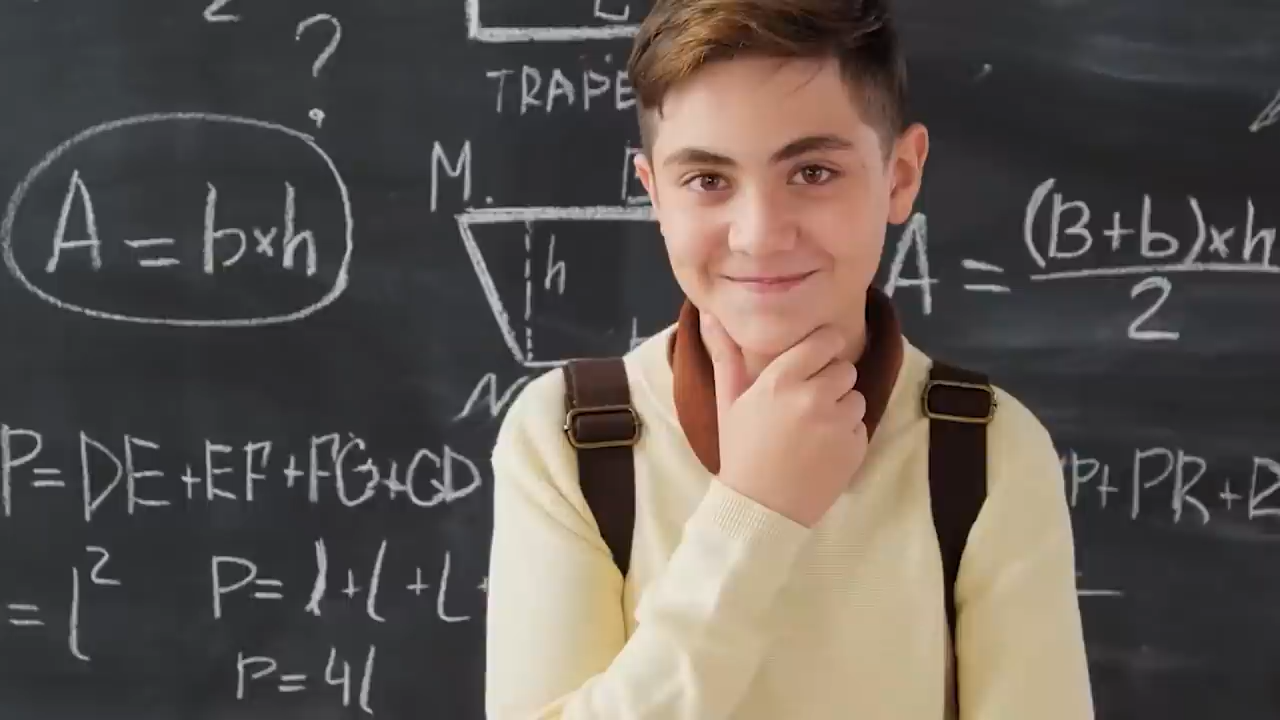 ?
TRAPE
M
A = b×h
h
A = (B+b)×h
2
N
P= DE+EF+FG+GD
P+PR+
= l²
P= l+l+l
P= 4l